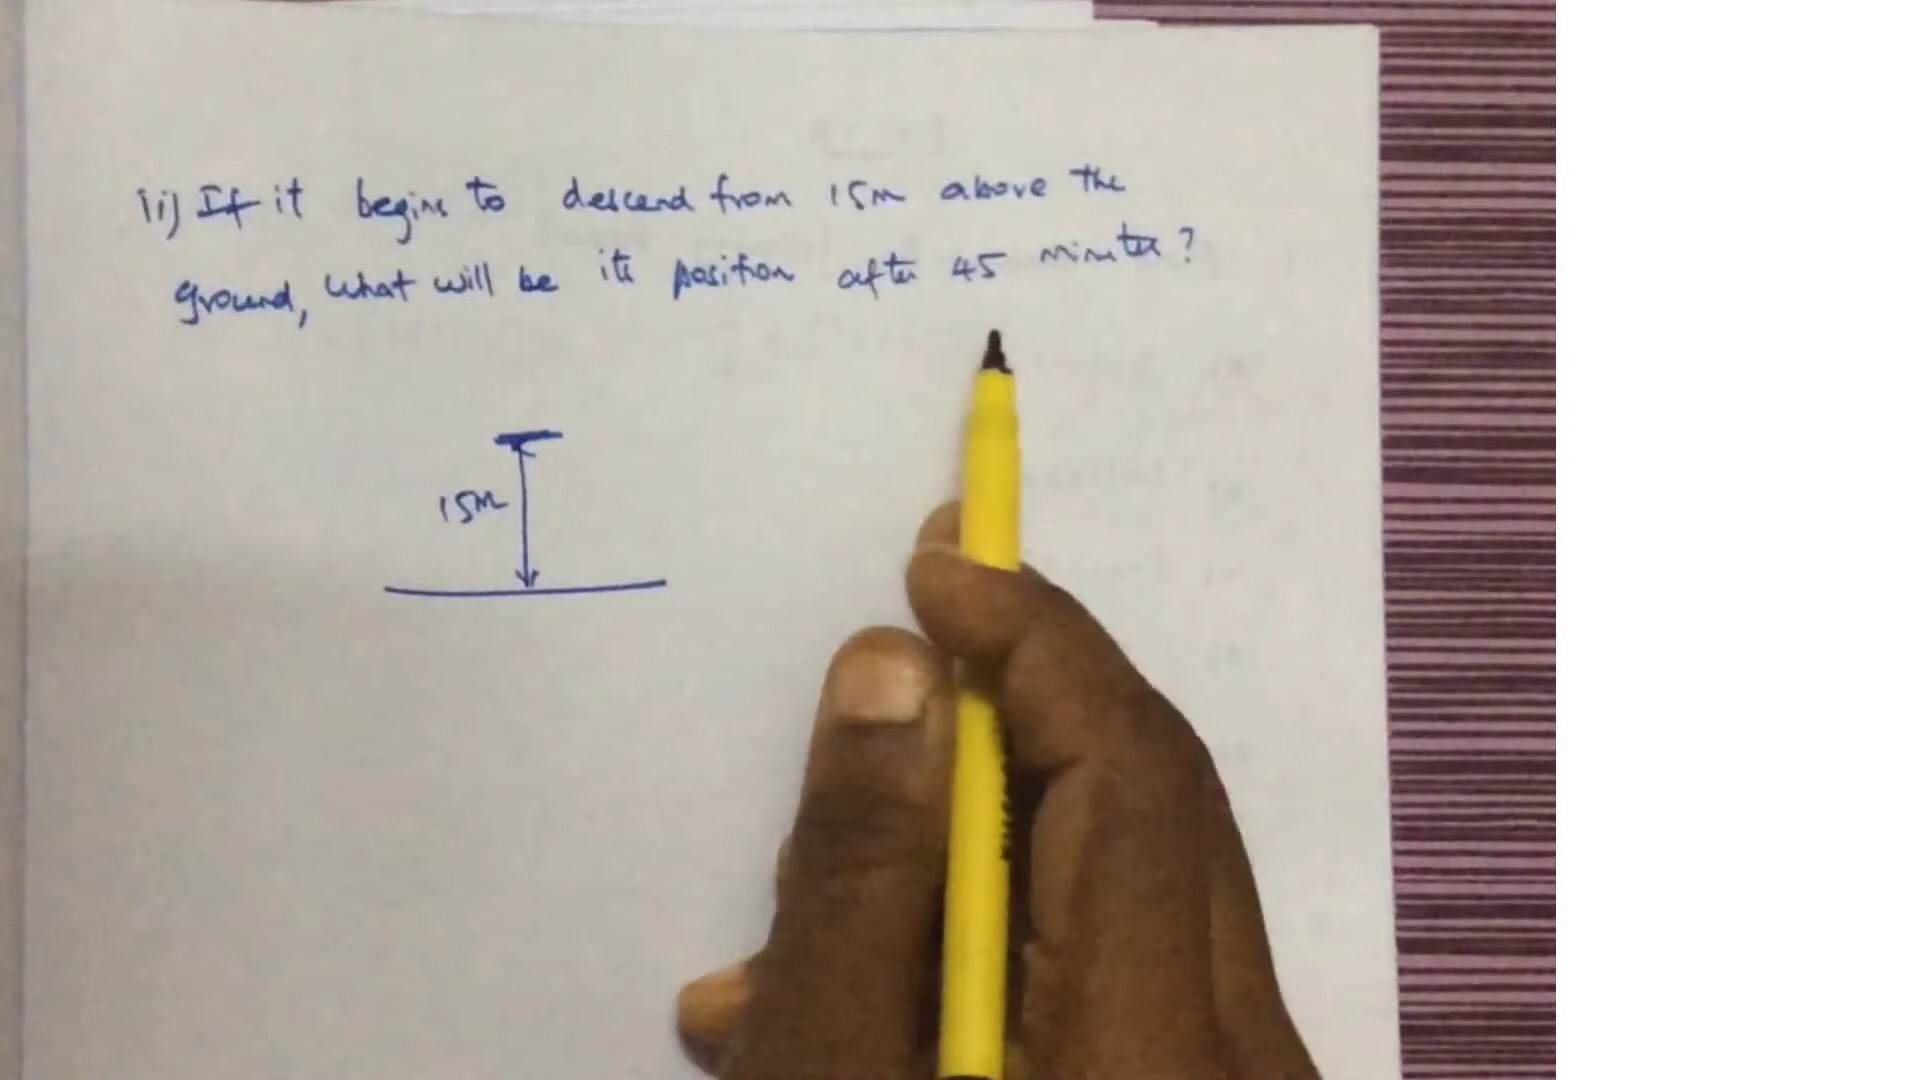 ii) If it begins to descend from 15m above the
ground, what will be its position after 45 minutes?
15m